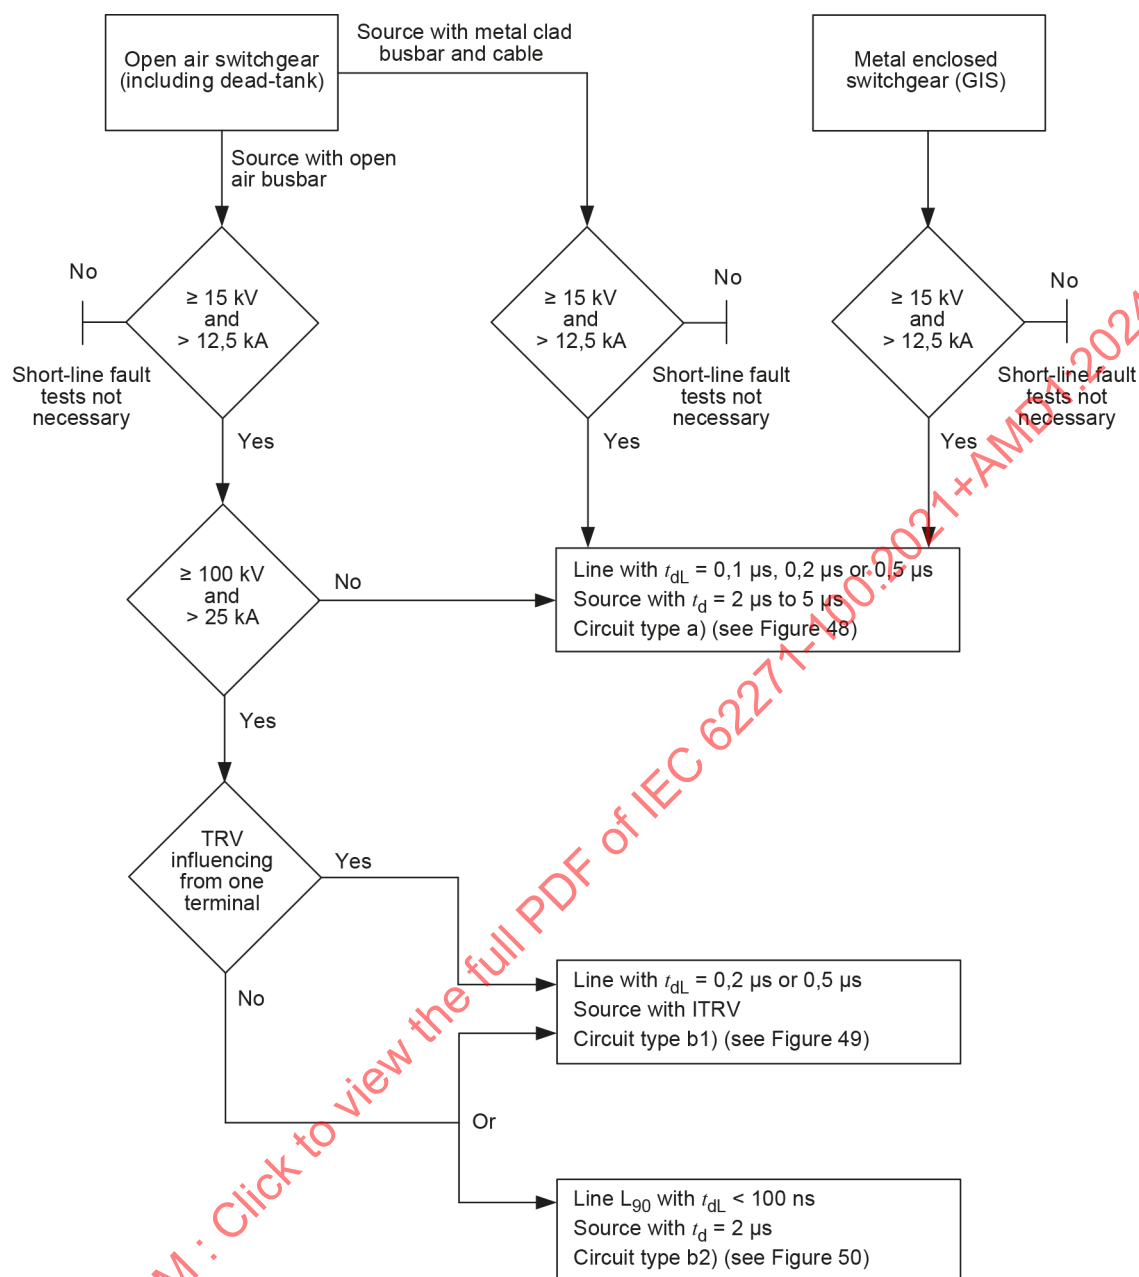 Open air switchgear
(including dead-tank)
Source with metal clad
busbar and cable
Metal enclosed
switchgear (GIS)
Source with open
air busbar
No
≥ 15 kV
and
> 12,5 kA
Short-line fault
tests not
necessary
Yes
≥ 15 kV
and
> 12,5 kA
No
Short-line fault
tests not
necessary
Yes
≥ 15 kV
and
> 12,5 kA
No
Short-line fault
tests not
necessary
Yes
≥ 100 kV
and
> 25 kA
No
Line with tdL = 0,1 µs, 0,2 µs or 0,5 µs
Source with td = 2 µs to 5 µs
Circuit type a) (see Figure 48)
Yes
TRV
influencing
from one
terminal
Yes
No
Line with tdL = 0,2 µs or 0,5 µs
Source with ITRV
Circuit type b1) (see Figure 49)
Or
Line L90 with tdL < 100 ns
Source with td = 2 µs
Circuit type b2) (see Figure 50)
M : Click to view the full PDF of IEC 62271-100:2021+AMD1:2024